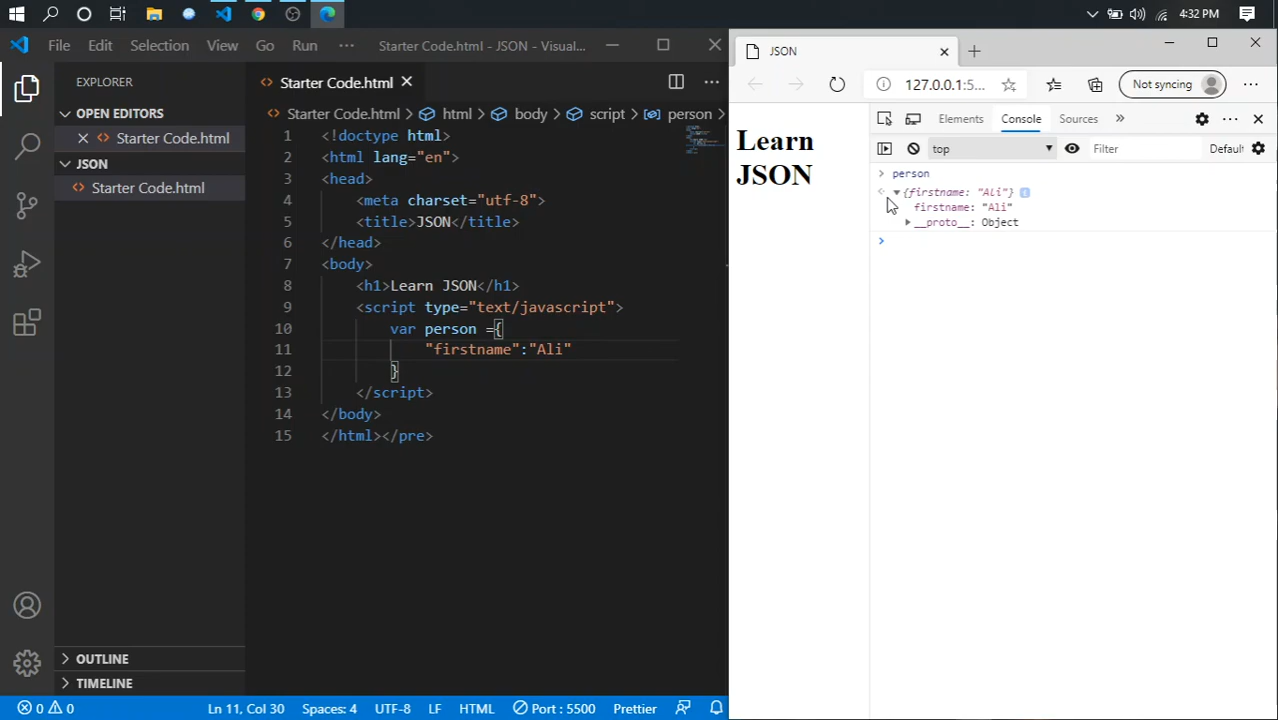 4:32 PM
File Edit Selection View Go Run ··· Starter Code.html - JSON - Visual...
EXPLORER
OPEN EDITORS
Starter Code.html
JSON
Starter Code.html
OUTLINE
TIMELINE
Starter Code.html
Starter Code.html > html > body > script > person >
1 <!doctype html>
2 <html lang="en">
3 <head>
4 <meta charset="utf-8">
5 <title>JSON</title>
6 </head>
7 <body>
8 <h1>Learn JSON</h1>
9 <script type="text/javascript">
10 var person ={
11 "firstname":"Ali"
12 }
13 </script>
14 </body>
15 </html></pre>
0 0 Ln 11, Col 30 Spaces: 4 UTF-8 LF HTML Port : 5500 Prettier
JSON
127.0.0.1:5... Not syncing
Learn
JSON
Elements Console Sources »
top Filter Default
> person
{firstname: "Ali"} i
firstname: "Ali"
__proto__: Object
>